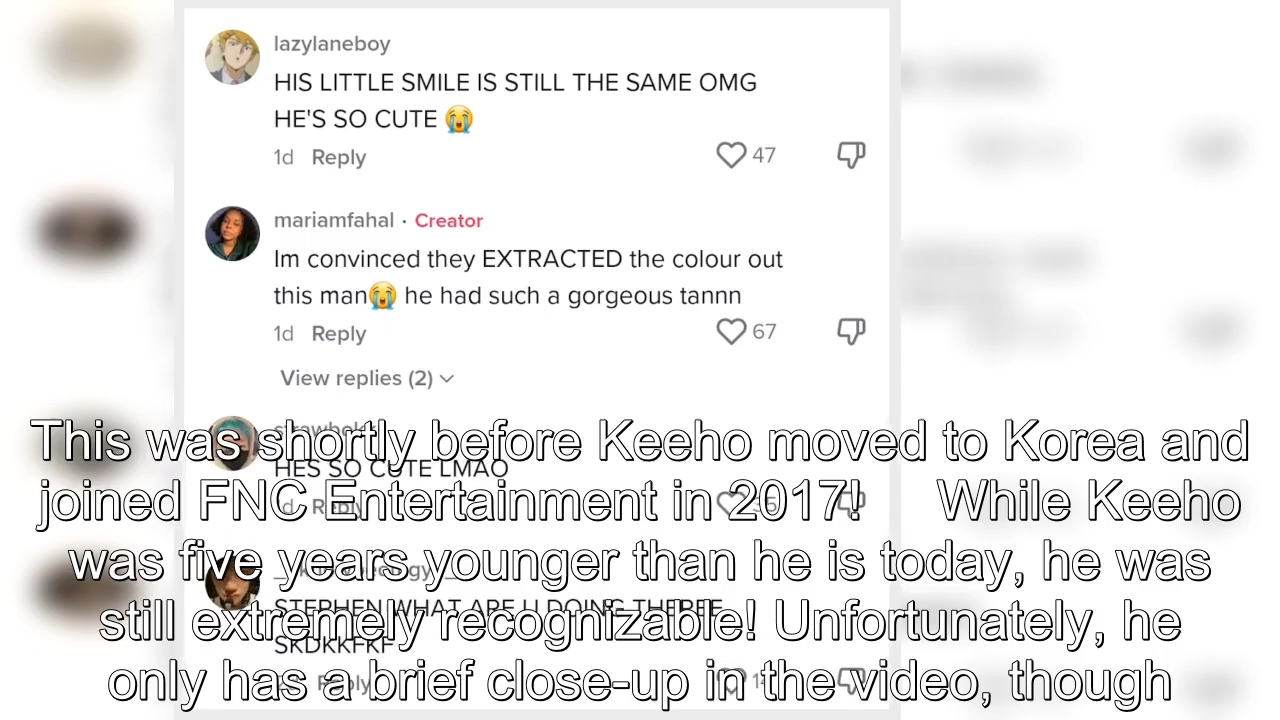 lazylaneboy
HIS LITTLE SMILE IS STILL THE SAME OMG
HE'S SO CUTE 😭
1d Reply 47
mariamfahal · Creator
Im convinced they EXTRACTED the colour out
this man😭 he had such a gorgeous tannn
1d Reply 67
View replies (2)
HES SO CUTE LMAO
Reply
STEPHEN WHAT ARE U DOING THEREE
SKDKKFKF
Reply
This was shortly before Keeho moved to Korea and
joined FNC Entertainment in 2017! While Keeho
was five years younger than he is today, he was
still extremely recognizable! Unfortunately, he
only has a brief close-up in the video, though